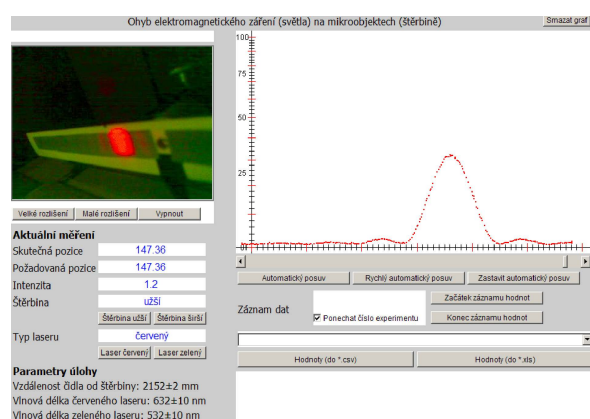 Ohyb elektromagnetického záření (světla) na mikroobjektech (štěrbině)
Smazat graf
100
75
50
25
Velké rozlišení Malé rozlišení Vypnout
Aktuální měření
Skutečná pozice 147.36
Požadovaná pozice 147.36
Intenzita 1.2
Štěrbina užší
Štěrbina užší Štěrbina širší
Typ laseru červený
Laser červený Laser zelený
Parametry úlohy
Vzdálenost čidla od štěrbiny: 2152±2 mm
Vlnová délka červeného laseru: 632±10 nm
Vlnová délka zeleného laseru: 532±10 nm
Automatický posuv Rychlý automatický posuv Zastavit automatický posuv
Záznam dat
Ponechat číslo experimentu
Začátek záznamu hodnot
Konec záznamu hodnot
Hodnoty (do *.csv) Hodnoty (do *.xls)